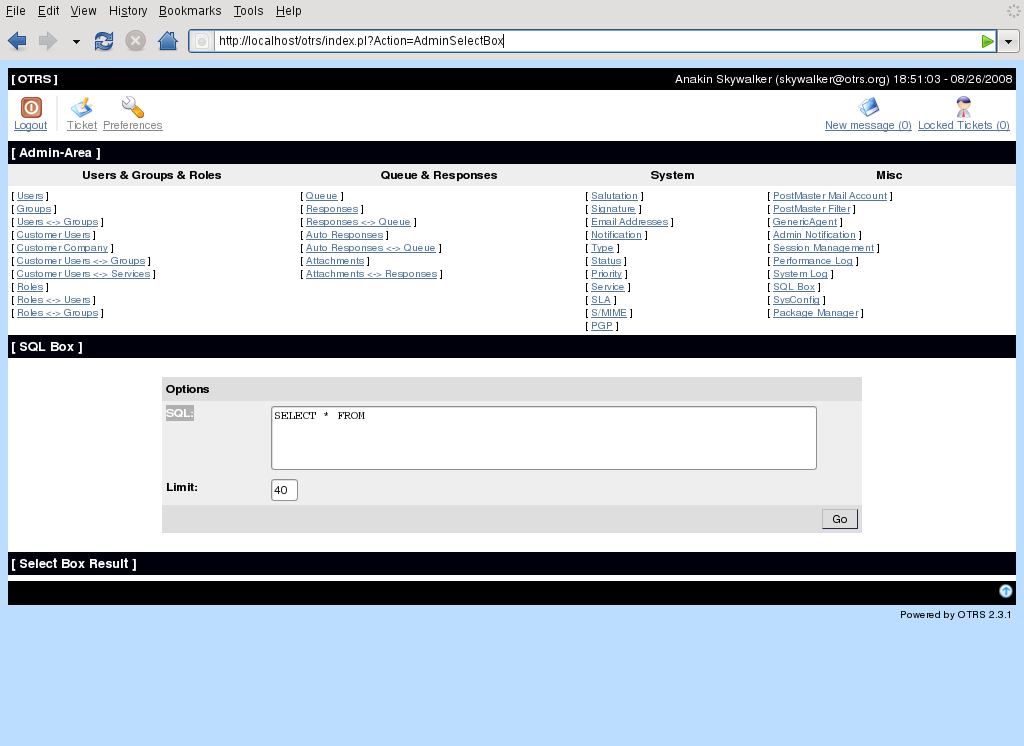 File Edit View History Bookmarks Tools Help
http://localhost/otrs/index.pl?Action=AdminSelectBox
[ OTRS ] Anakin Skywalker (skywalker@otrs.org) 18:51:03 - 08/26/2008
Logout Ticket Preferences New message (0) Locked Tickets (0)
[ Admin-Area ]
Users & Groups & Roles Queue & Responses System Misc
[ Users ] [ Queue ] [ Salutation ] [ PostMaster Mail Account ]
[ Groups ] [ Responses ] [ Signature ] [ PostMaster Filter ]
[ Users <-> Groups ] [ Responses <-> Queue ] [ Email Addresses ] [ GenericAgent ]
[ Customer Users ] [ Auto Responses ] [ Notification ] [ Admin Notification ]
[ Customer Company ] [ Auto Responses <-> Queue ] [ Type ] [ Session Management ]
[ Customer Users <-> Groups ] [ Attachments ] [ Status ] [ Performance Log ]
[ Customer Users <-> Services ] [ Attachments <-> Responses ] [ Priority ] [ System Log ]
[ Roles ] [ Service ] [ SQL Box ]
[ Roles <-> Users ] [ SLA ] [ SysConfig ]
[ Roles <-> Groups ] [ S/MIME ] [ Package Manager ]
[ PGP ]
[ SQL Box ]
Options
SQL: SELECT * FROM
Limit: 40
Go
[ Select Box Result ]
Powered by OTRS 2.3.1